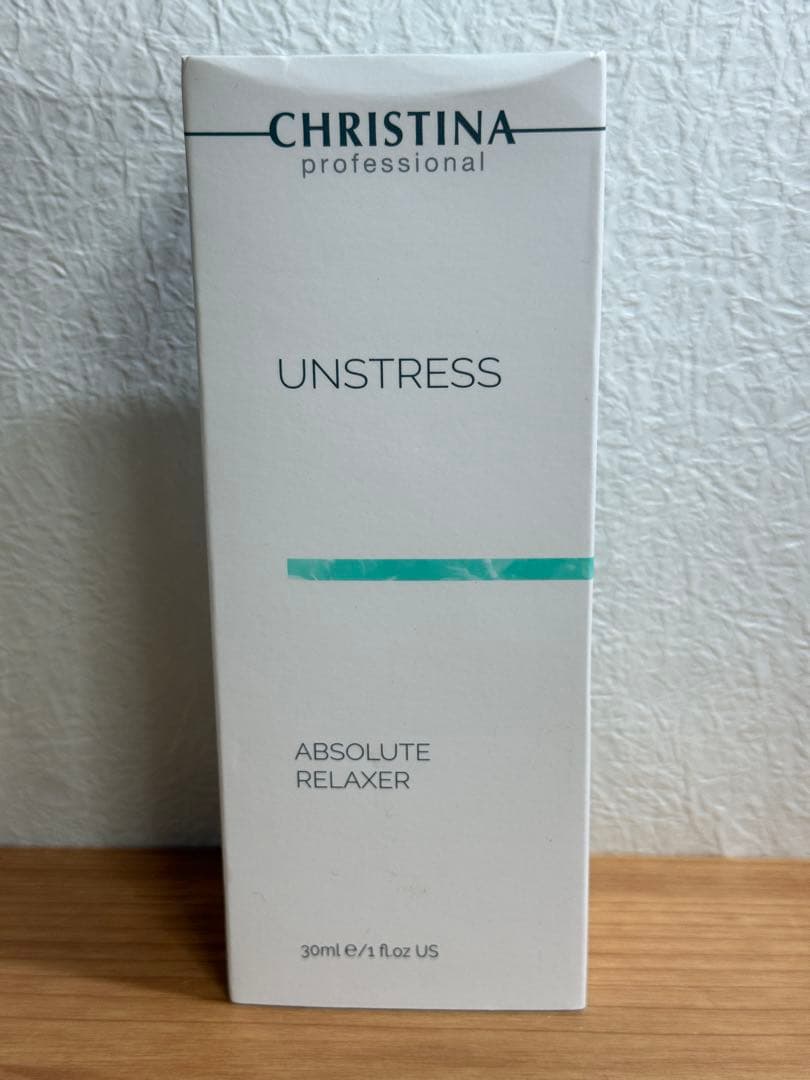 CHRISTINA
professional
UNSTRESS
ABSOLUTE
RELAXER
30ml ℮/1 fl.oz US